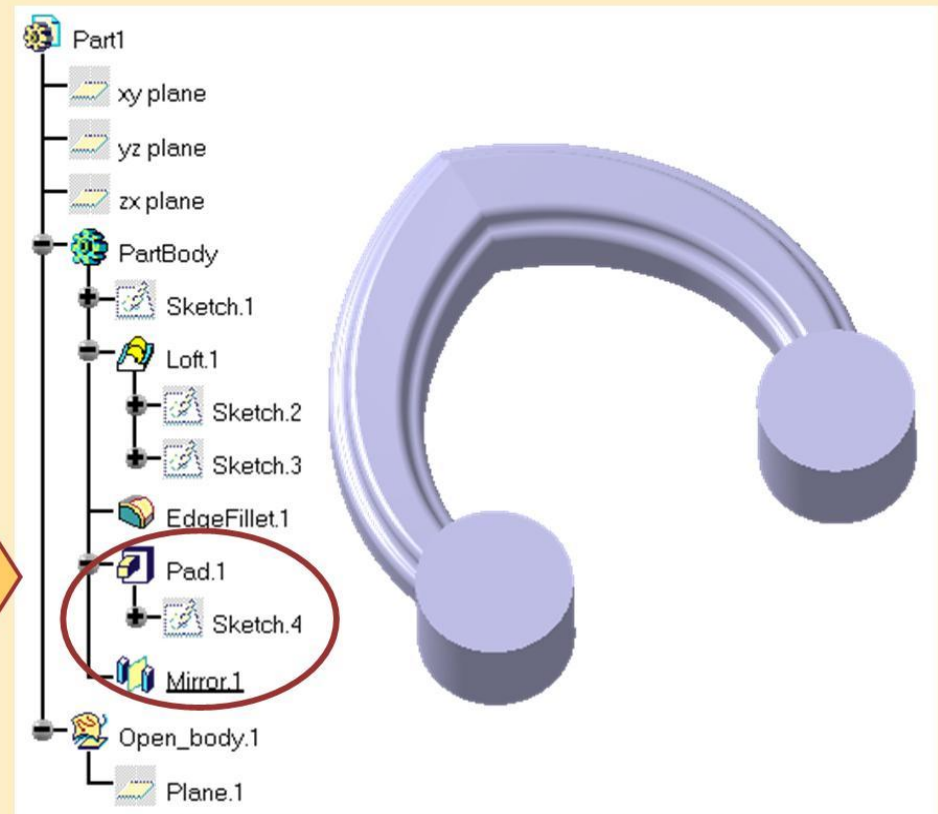 Part1
xy plane
yz plane
zx plane
PartBody
Sketch.1
Loft.1
Sketch.2
Sketch.3
EdgeFillet.1
Pad.1
Sketch.4
Mirror.1
Open_body.1
Plane.1